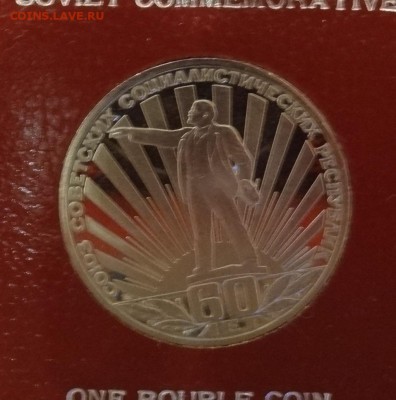 SOVIET COMMEMORATIVE
COINS.LAVE.RU
СОЮЗ СОВЕТСКИХ СОЦИАЛИСТИЧЕСКИХ РЕСПУБЛИК
60
ONE ROUBLE COIN